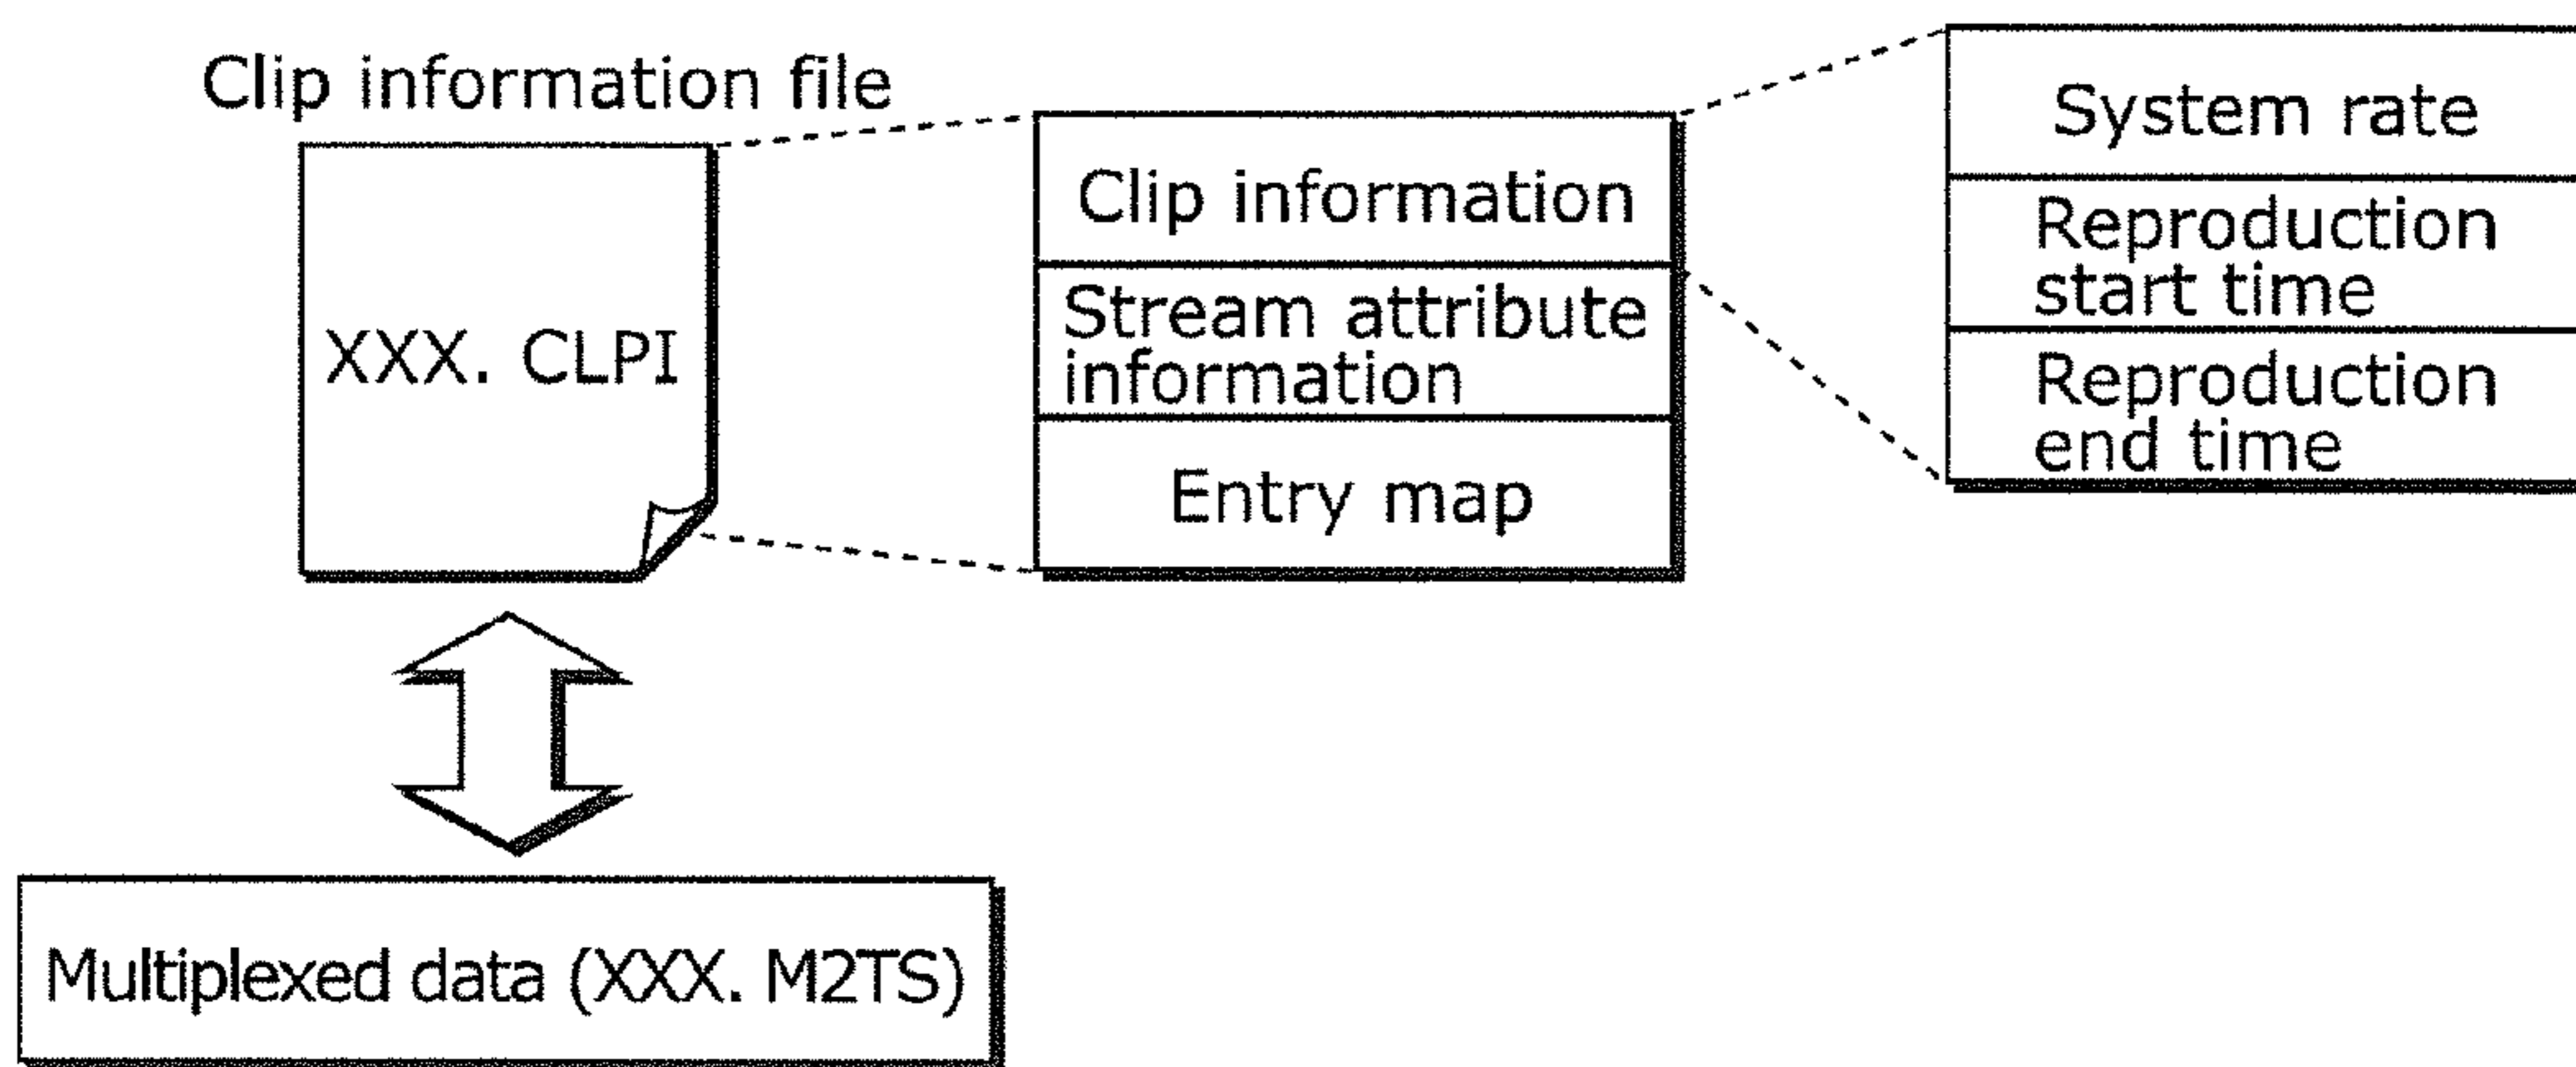 Clip information file
XXX. CLPI
Clip information
Stream attribute
information
Entry map
System rate
Reproduction
start time
Reproduction
end time
Multiplexed data (XXX. M2TS)